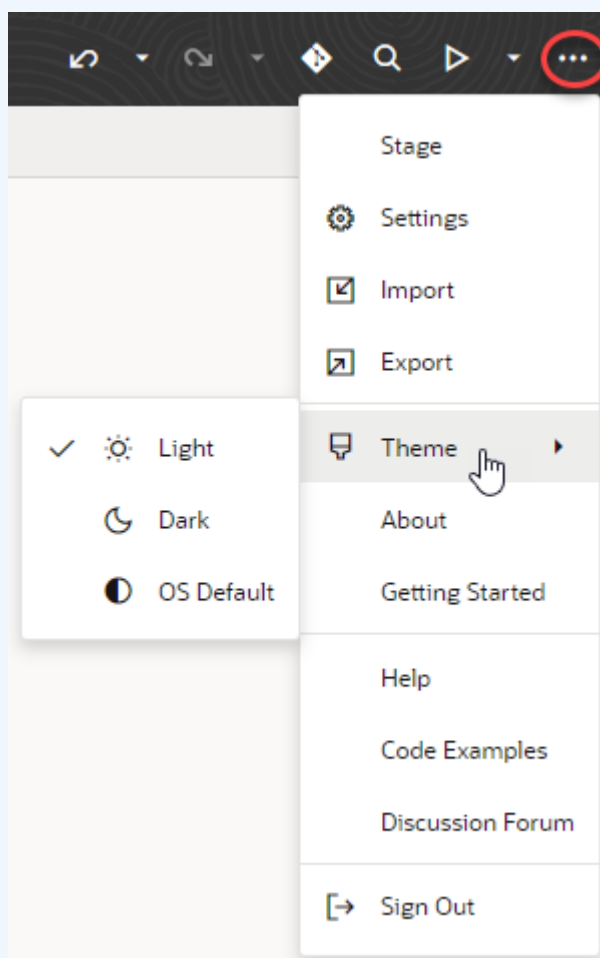 Stage
Settings
Import
Export
Theme
Light
Dark
OS Default
About
Getting Started
Help
Code Examples
Discussion Forum
Sign Out